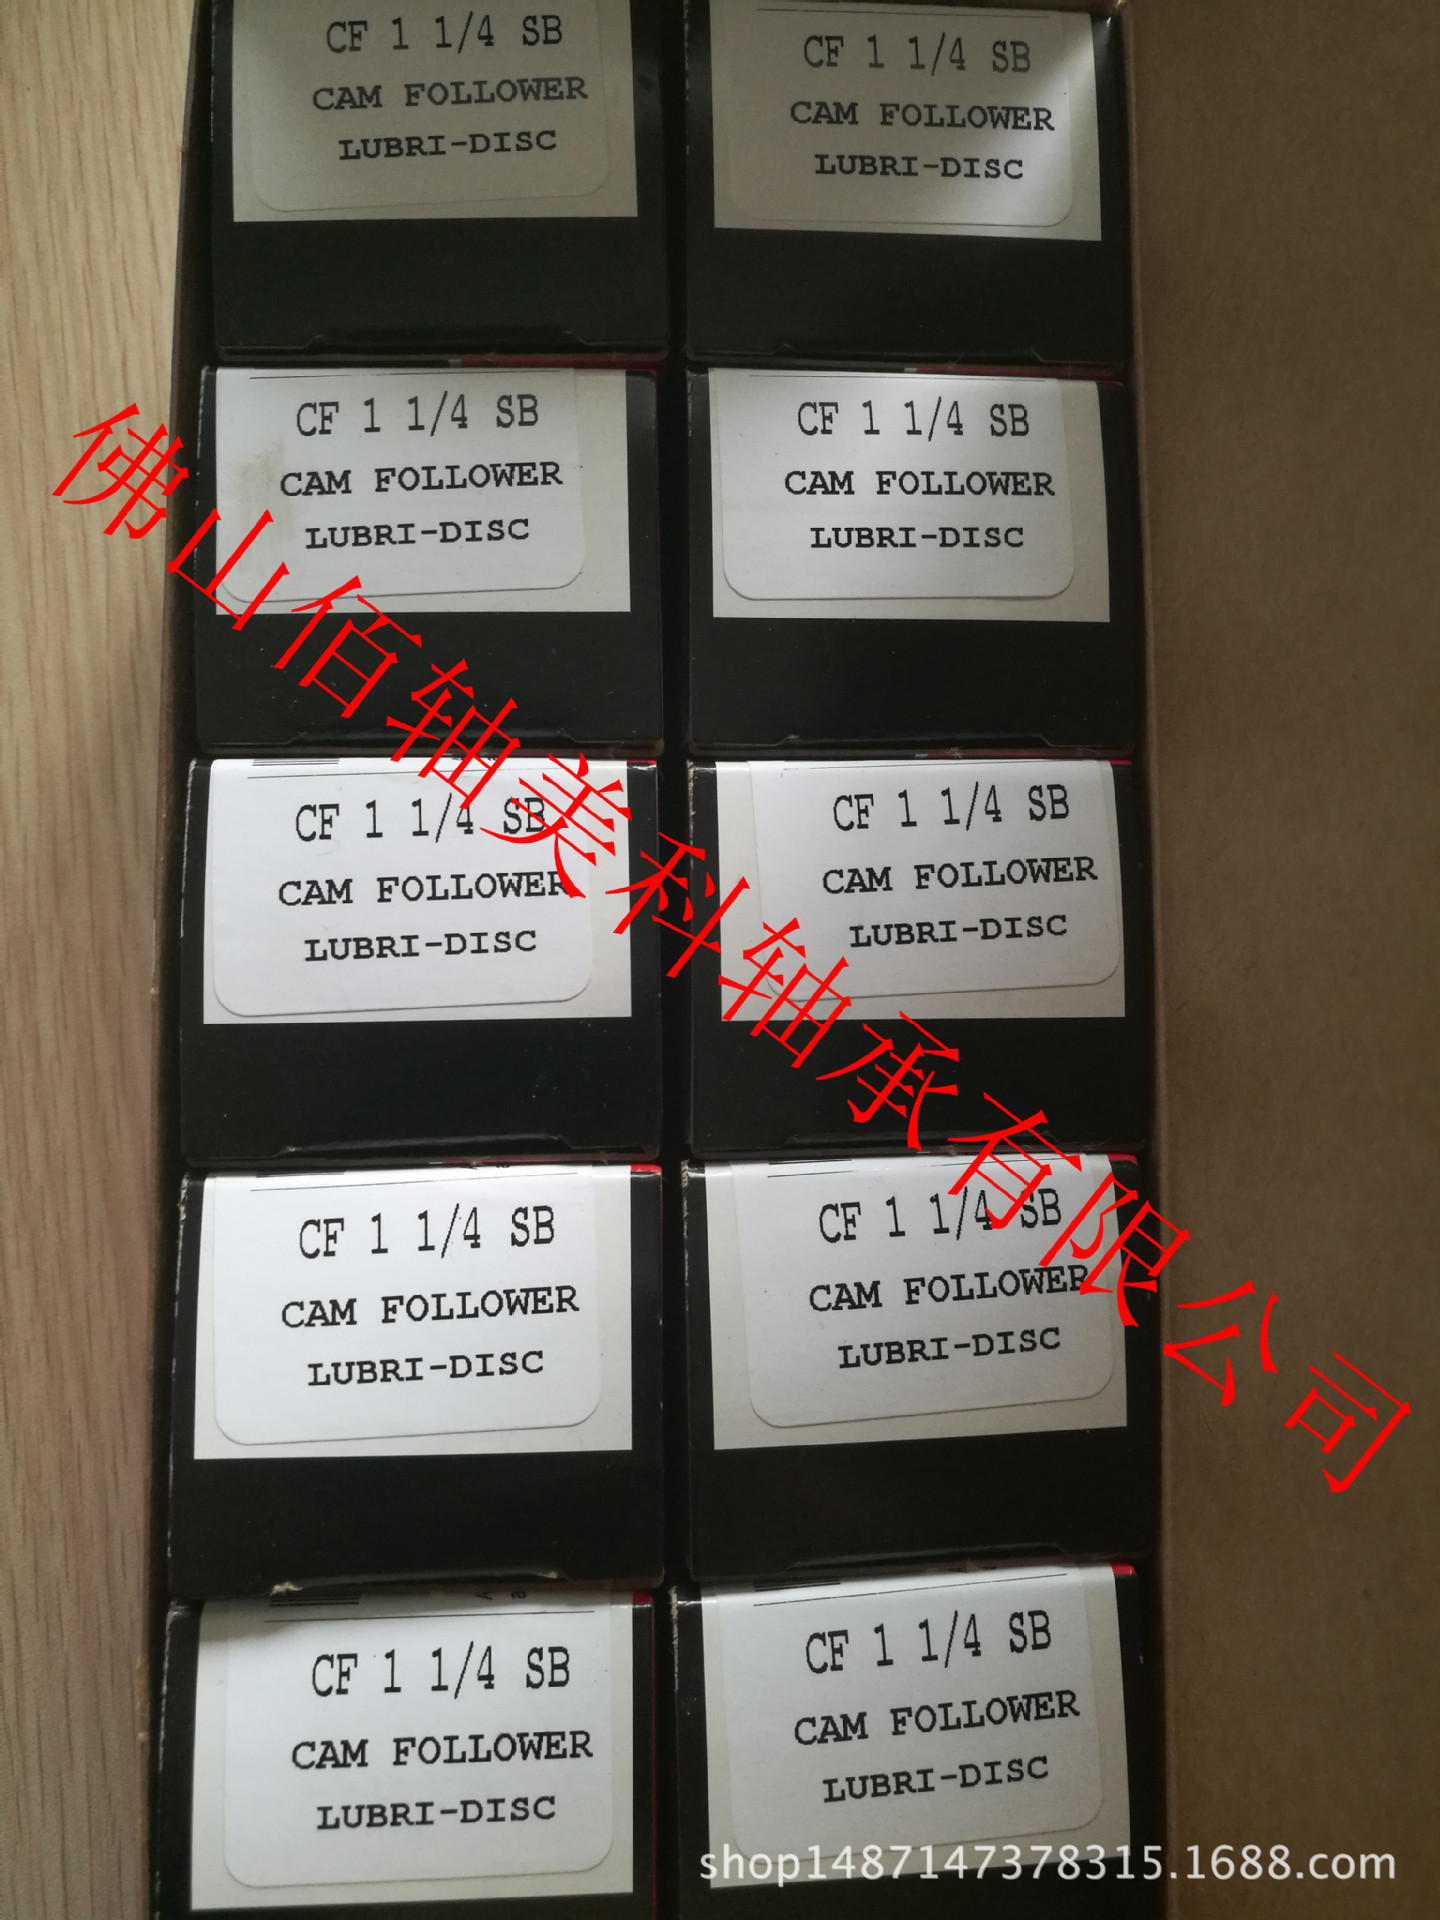 CF 1 1/4 SB
CAM FOLLOWER
LUBRI-DISC
CF 1 1/4 SB
CAM FOLLOWER
LUBRI-DISC
CF 1 1/4 SB
CAM FOLLOWER
LUBRI-DISC
CF 1 1/4 SB
CAM FOLLOWER
LUBRI-DISC
CF 1 1/4 SB
CAM FOLLOWER
LUBRI-DISC
CF 1 1/4 SB
CAM FOLLOWER
LUBRI-DISC
CF 1 1/4 SB
CAM FOLLOWER
LUBRI-DISC
CF 1 1/4 SB
CAM FOLLOWER
LUBRI-DISC
CF 1 1/4 SB
CAM FOLLOWER
LUBRI-DISC
CF 1 1/4 SB
CAM FOLLOWER
LUBRI-DISC
佛山佰轴美科轴承有限公司
shop1487147378315.1688.com